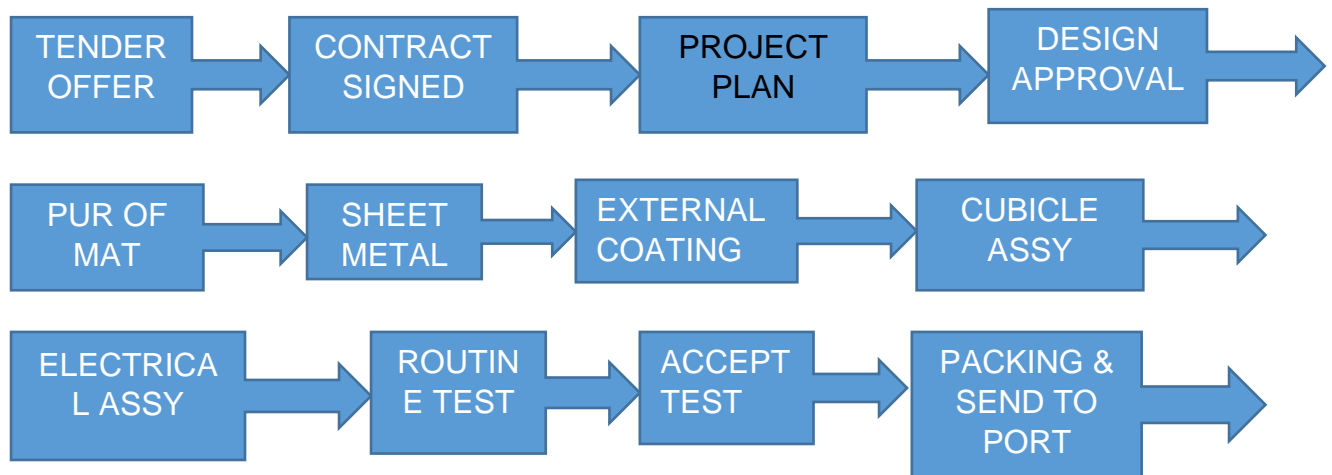 TENDER
OFFER
CONTRACT
SIGNED
PROJECT
PLAN
DESIGN
APPROVAL
PUR OF
MAT
SHEET
METAL
EXTERNAL
COATING
CUBICLE
ASSY
ELECTRICA
L ASSY
ROUTIN
E TEST
ACCEPT
TEST
PACKING &
SEND TO
PORT